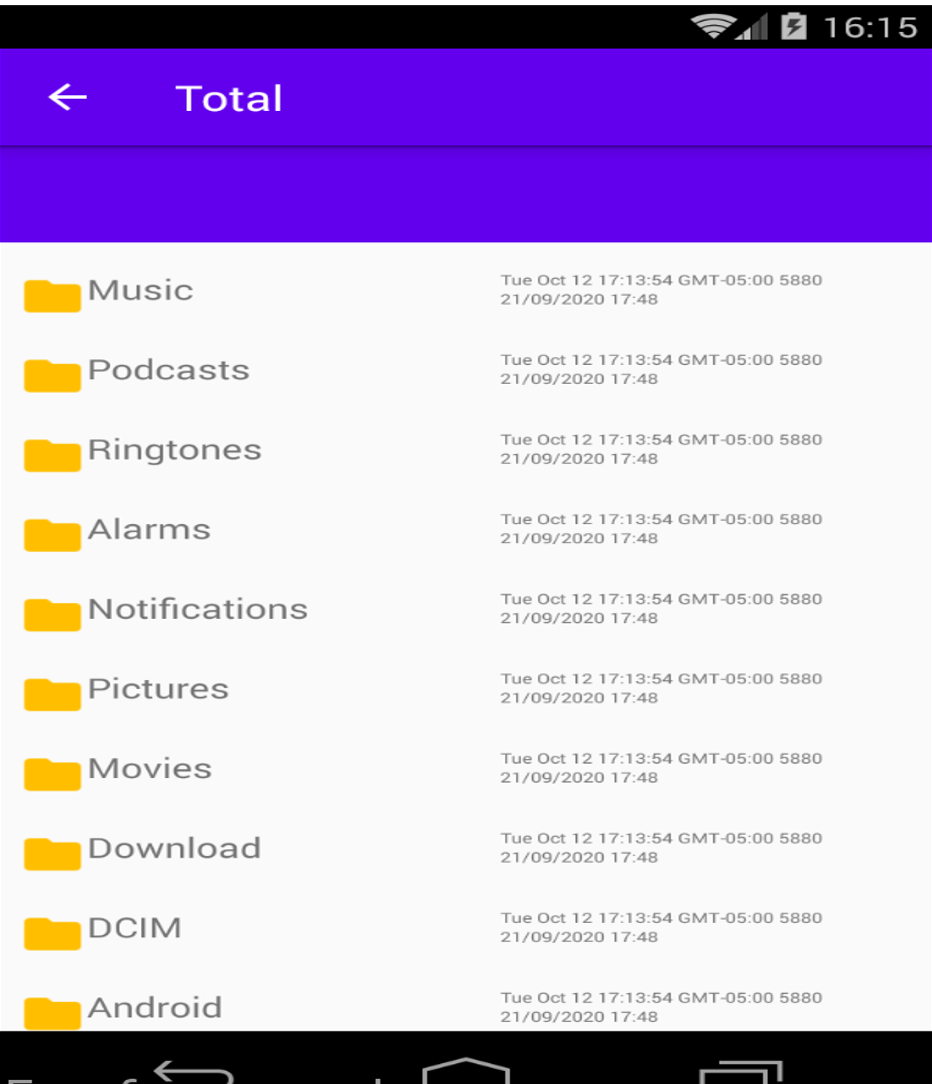 16:15
Total
Music
Tue Oct 12 17:13:54 GMT-05:00 5880
21/09/2020 17:48
Podcasts
Tue Oct 12 17:13:54 GMT-05:00 5880
21/09/2020 17:48
Ringtones
Tue Oct 12 17:13:54 GMT-05:00 5880
21/09/2020 17:48
Alarms
Tue Oct 12 17:13:54 GMT-05:00 5880
21/09/2020 17:48
Notifications
Tue Oct 12 17:13:54 GMT-05:00 5880
21/09/2020 17:48
Pictures
Tue Oct 12 17:13:54 GMT-05:00 5880
21/09/2020 17:48
Movies
Tue Oct 12 17:13:54 GMT-05:00 5880
21/09/2020 17:48
Download
Tue Oct 12 17:13:54 GMT-05:00 5880
21/09/2020 17:48
DCIM
Tue Oct 12 17:13:54 GMT-05:00 5880
21/09/2020 17:48
Android
Tue Oct 12 17:13:54 GMT-05:00 5880
21/09/2020 17:48